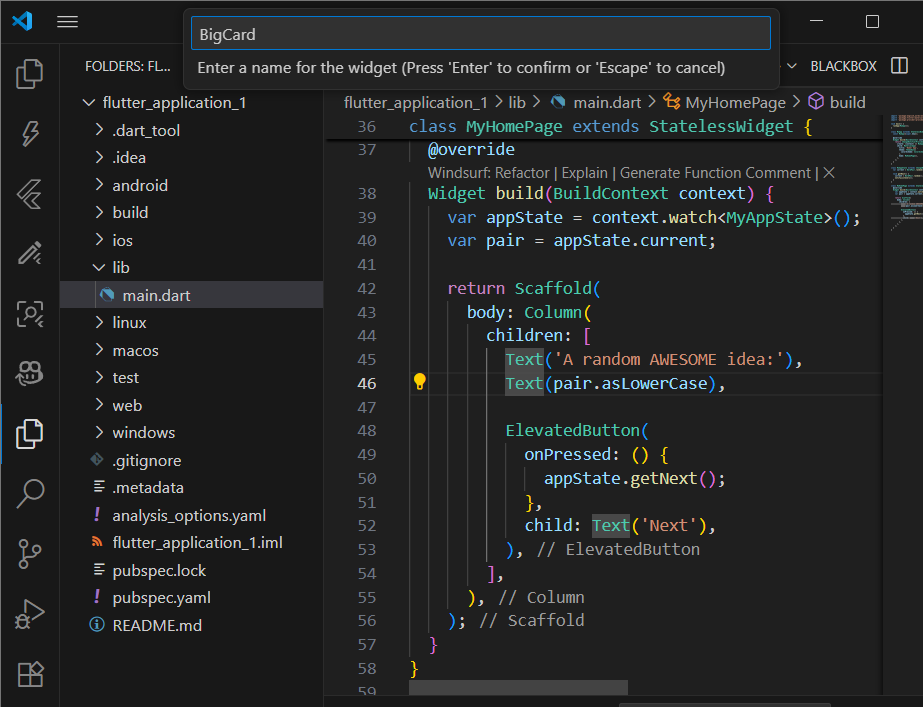 BigCard
Enter a name for the widget (Press 'Enter' to confirm or 'Escape' to cancel)
FOLDERS: FL...
BLACKBOX
flutter_application_1
.dart_tool
.idea
android
build
ios
lib
main.dart
linux
macos
test
web
windows
.gitignore
.metadata
! analysis_options.yaml
flutter_application_1.iml
pubspec.lock
! pubspec.yaml
README.md
flutter_application_1 > lib > main.dart > MyHomePage > build
36 class MyHomePage extends StatelessWidget {
37 @override
Windsurf: Refactor | Explain | Generate Function Comment | ×
38 Widget build(BuildContext context) {
39 var appState = context.watch<MyAppState>();
40 var pair = appState.current;
41
42 return Scaffold(
43 body: Column(
44 children: [
45 Text('A random AWESOME idea:'),
46 Text(pair.asLowerCase),
47
48 ElevatedButton(
49 onPressed: () {
50 appState.getNext();
51 },
52 child: Text('Next'),
53 ), // ElevatedButton
54 ],
55 ), // Column
56 ); // Scaffold
57 }
58 }
59